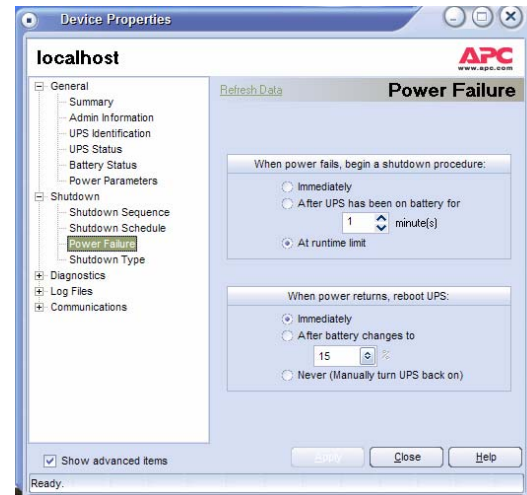 Device Properties
localhost
APC
www.apc.com
General
Summary
Admin Information
UPS Identification
UPS Status
Battery Status
Power Parameters
Shutdown
Shutdown Sequence
Shutdown Schedule
Power Failure
Shutdown Type
Diagnostics
Log Files
Communications
Refresh Data
Power Failure
When power fails, begin a shutdown procedure:
Immediately
After UPS has been on battery for
1 minute(s)
At runtime limit
When power returns, reboot UPS:
Immediately
After battery changes to
15 %
Never (Manually turn UPS back on)
Show advanced items
Apply
Close
Help
Ready.